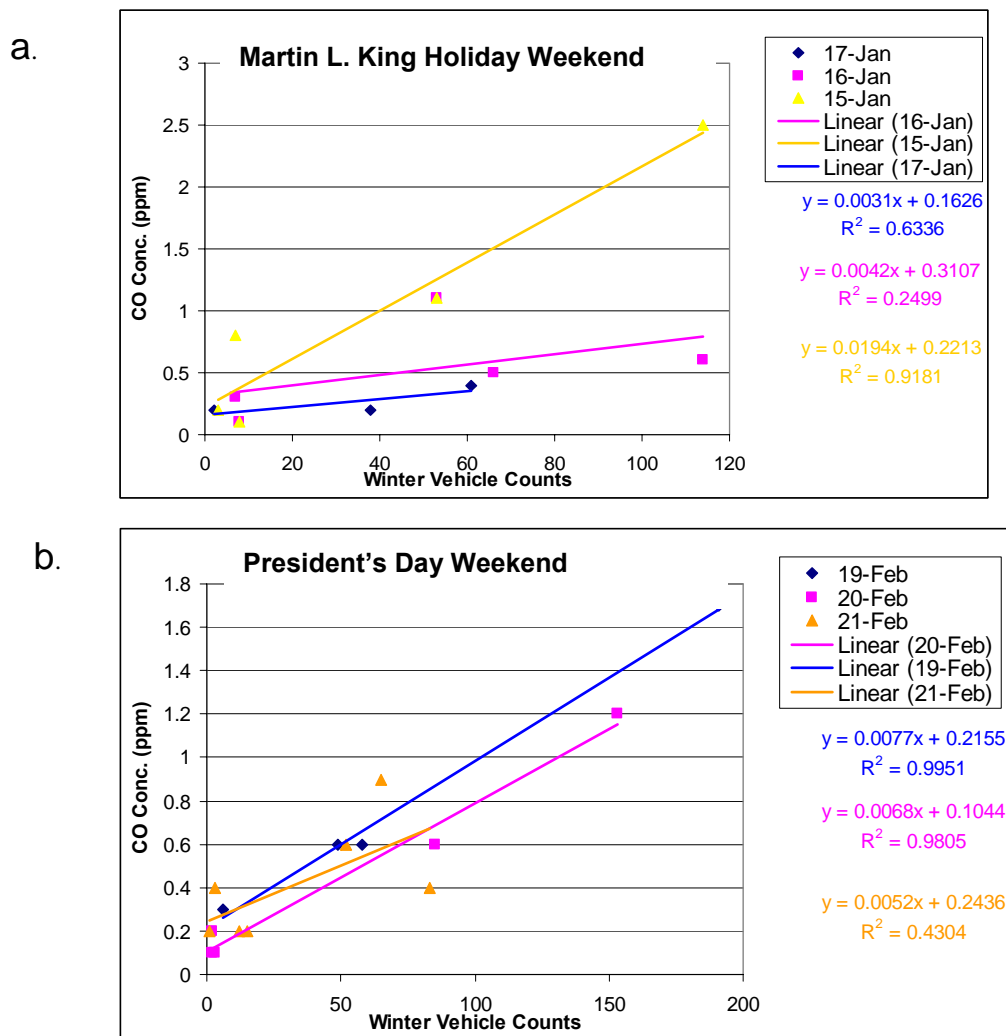 a.
Martin L. King Holiday Weekend
3
2.5
2
1.5
1
0.5
0
CO Conc. (ppm)
0 20 40 60 80 100 120
Winter Vehicle Counts
17-Jan
16-Jan
15-Jan
Linear (16-Jan)
Linear (15-Jan)
Linear (17-Jan)
y = 0.0031x + 0.1626
R² = 0.6336
y = 0.0042x + 0.3107
R² = 0.2499
y = 0.0194x + 0.2213
R² = 0.9181
b.
President’s Day Weekend
1.8
1.6
1.4
1.2
1
0.8
0.6
0.4
0.2
0
CO Conc. (ppm)
0 50 100 150 200
Winter Vehicle Counts
19-Feb
20-Feb
21-Feb
Linear (20-Feb)
Linear (19-Feb)
Linear (21-Feb)
y = 0.0077x + 0.2155
R² = 0.9951
y = 0.0068x + 0.1044
R² = 0.9805
y = 0.0052x + 0.2436
R² = 0.4304